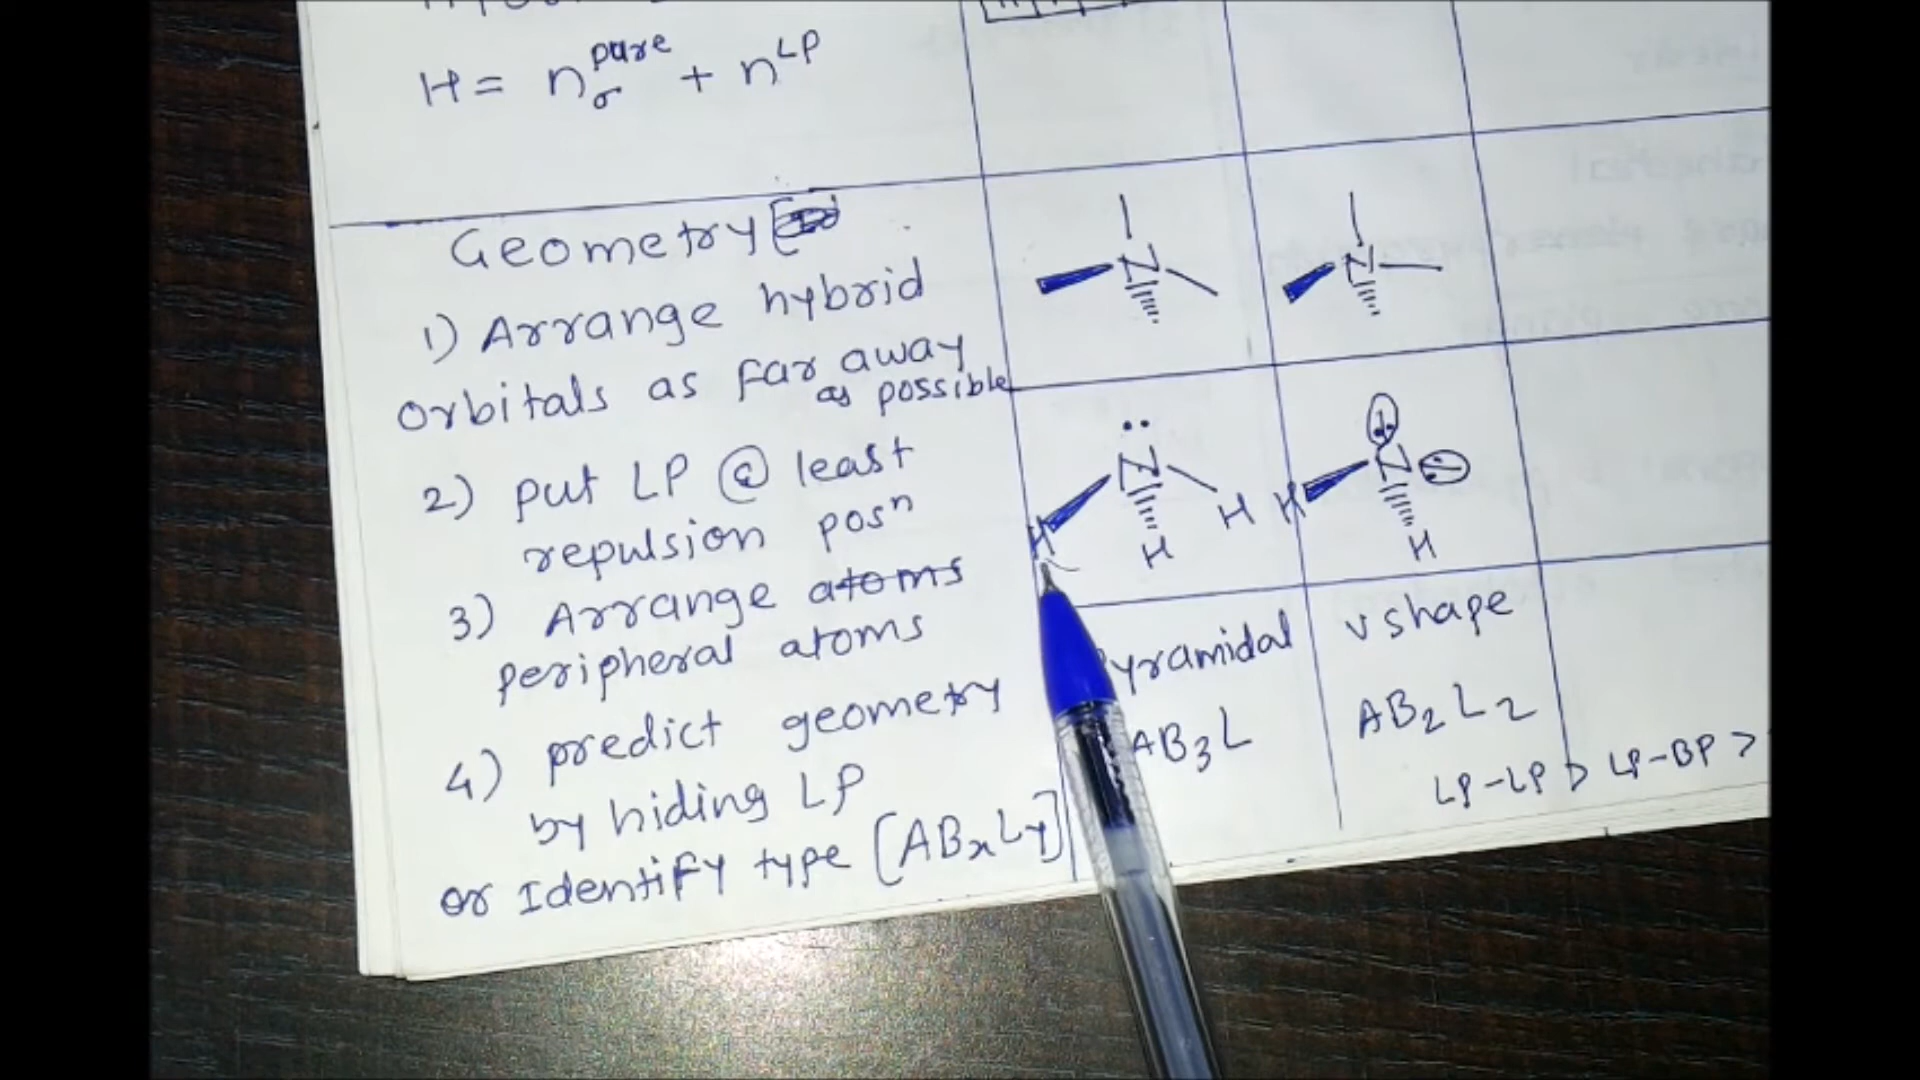 H = n σ pure + n LP
Geometry
1) Arrange hybrid
orbitals as far away
as possible
2) put LP @ least
repulsion posn
3) Arrange atoms
peripheral atoms
4) predict geometry
by hiding LP
or Identify type [ABxLy]
N
N
N
H
H
H
N
H
H
pyramidal
AB3L
v shape
AB2L2
LP-LP > LP-BP >